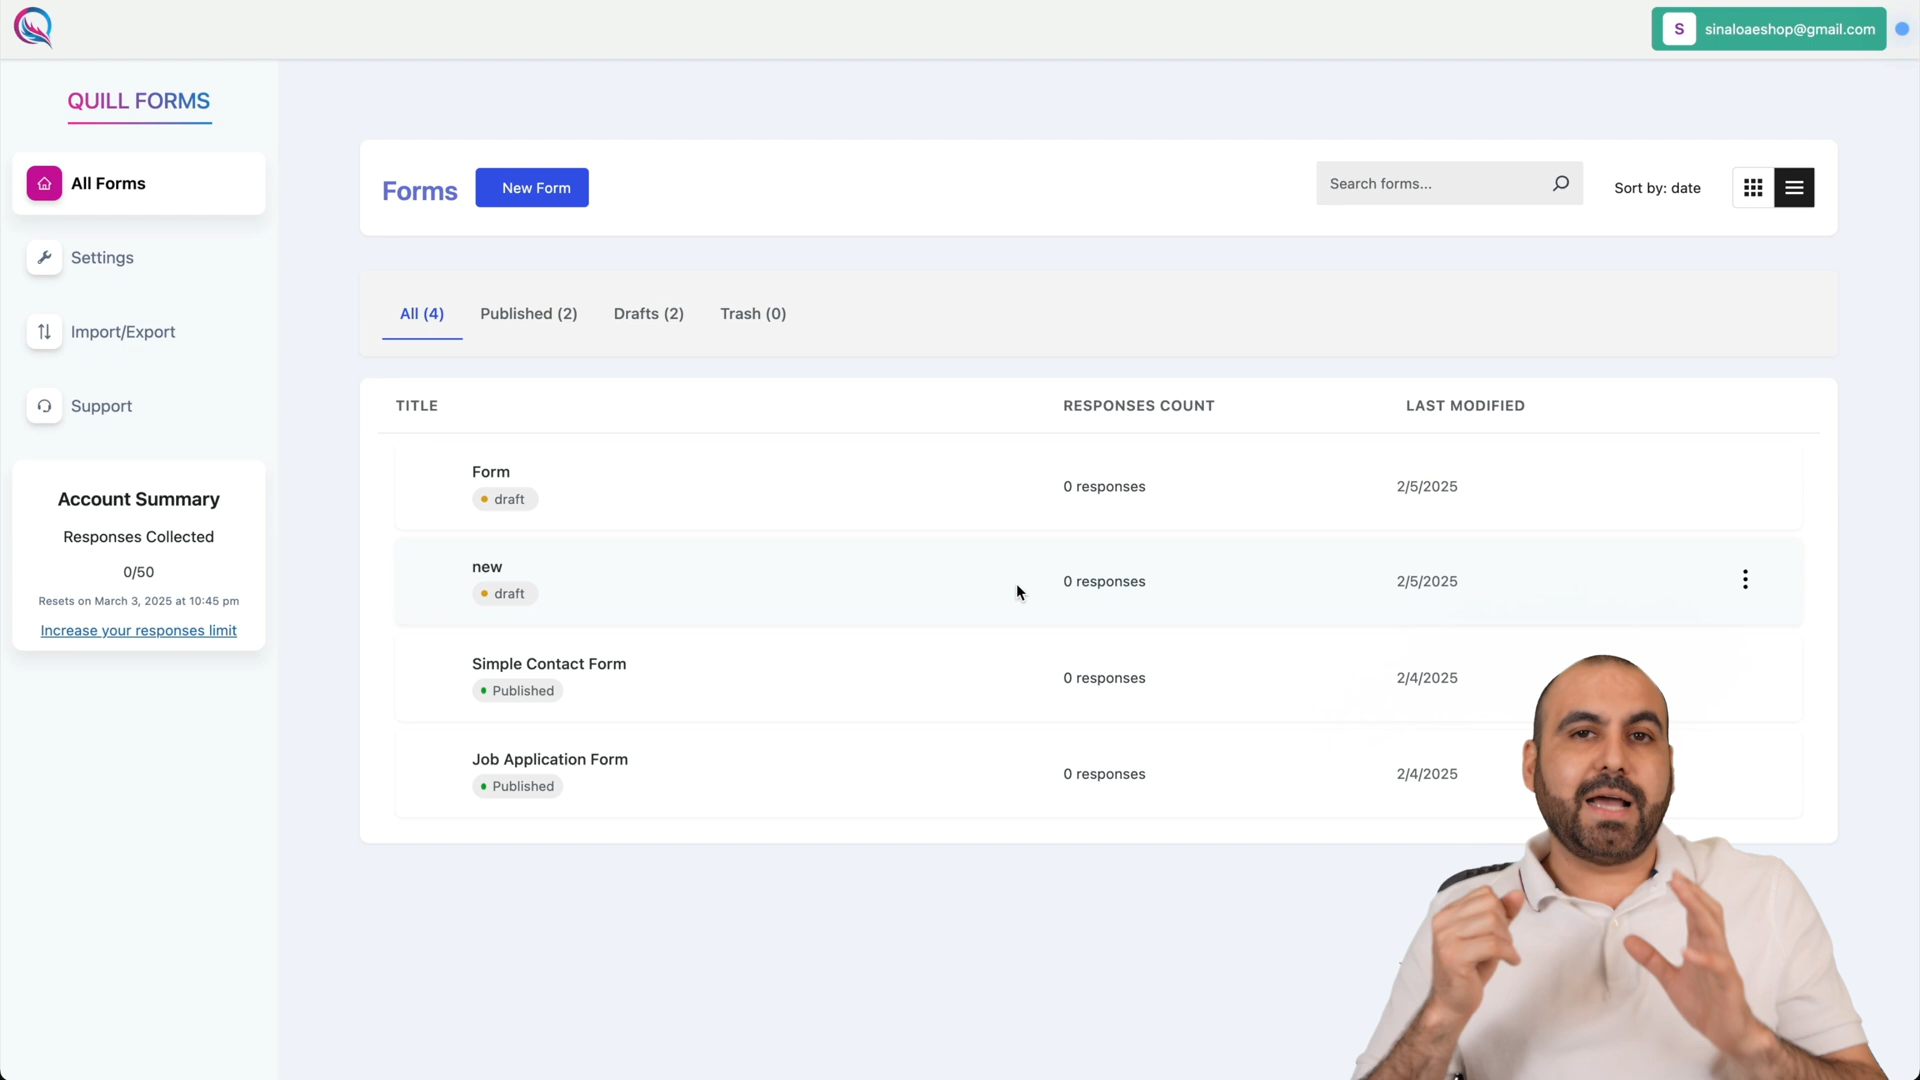 S sinaloaeshop@gmail.com
QUILL FORMS
All Forms
Settings
Import/Export
Support
Account Summary
Responses Collected
0/50
Resets on March 3, 2025 at 10:45 pm
Increase your responses limit
Forms New Form Search forms... Sort by: date
All (4) Published (2) Drafts (2) Trash (0)
TITLE RESPONSES COUNT LAST MODIFIED
Form
draft
0 responses 2/5/2025
new
draft
0 responses 2/5/2025
Simple Contact Form
Published
0 responses 2/4/2025
Job Application Form
Published
0 responses 2/4/2025